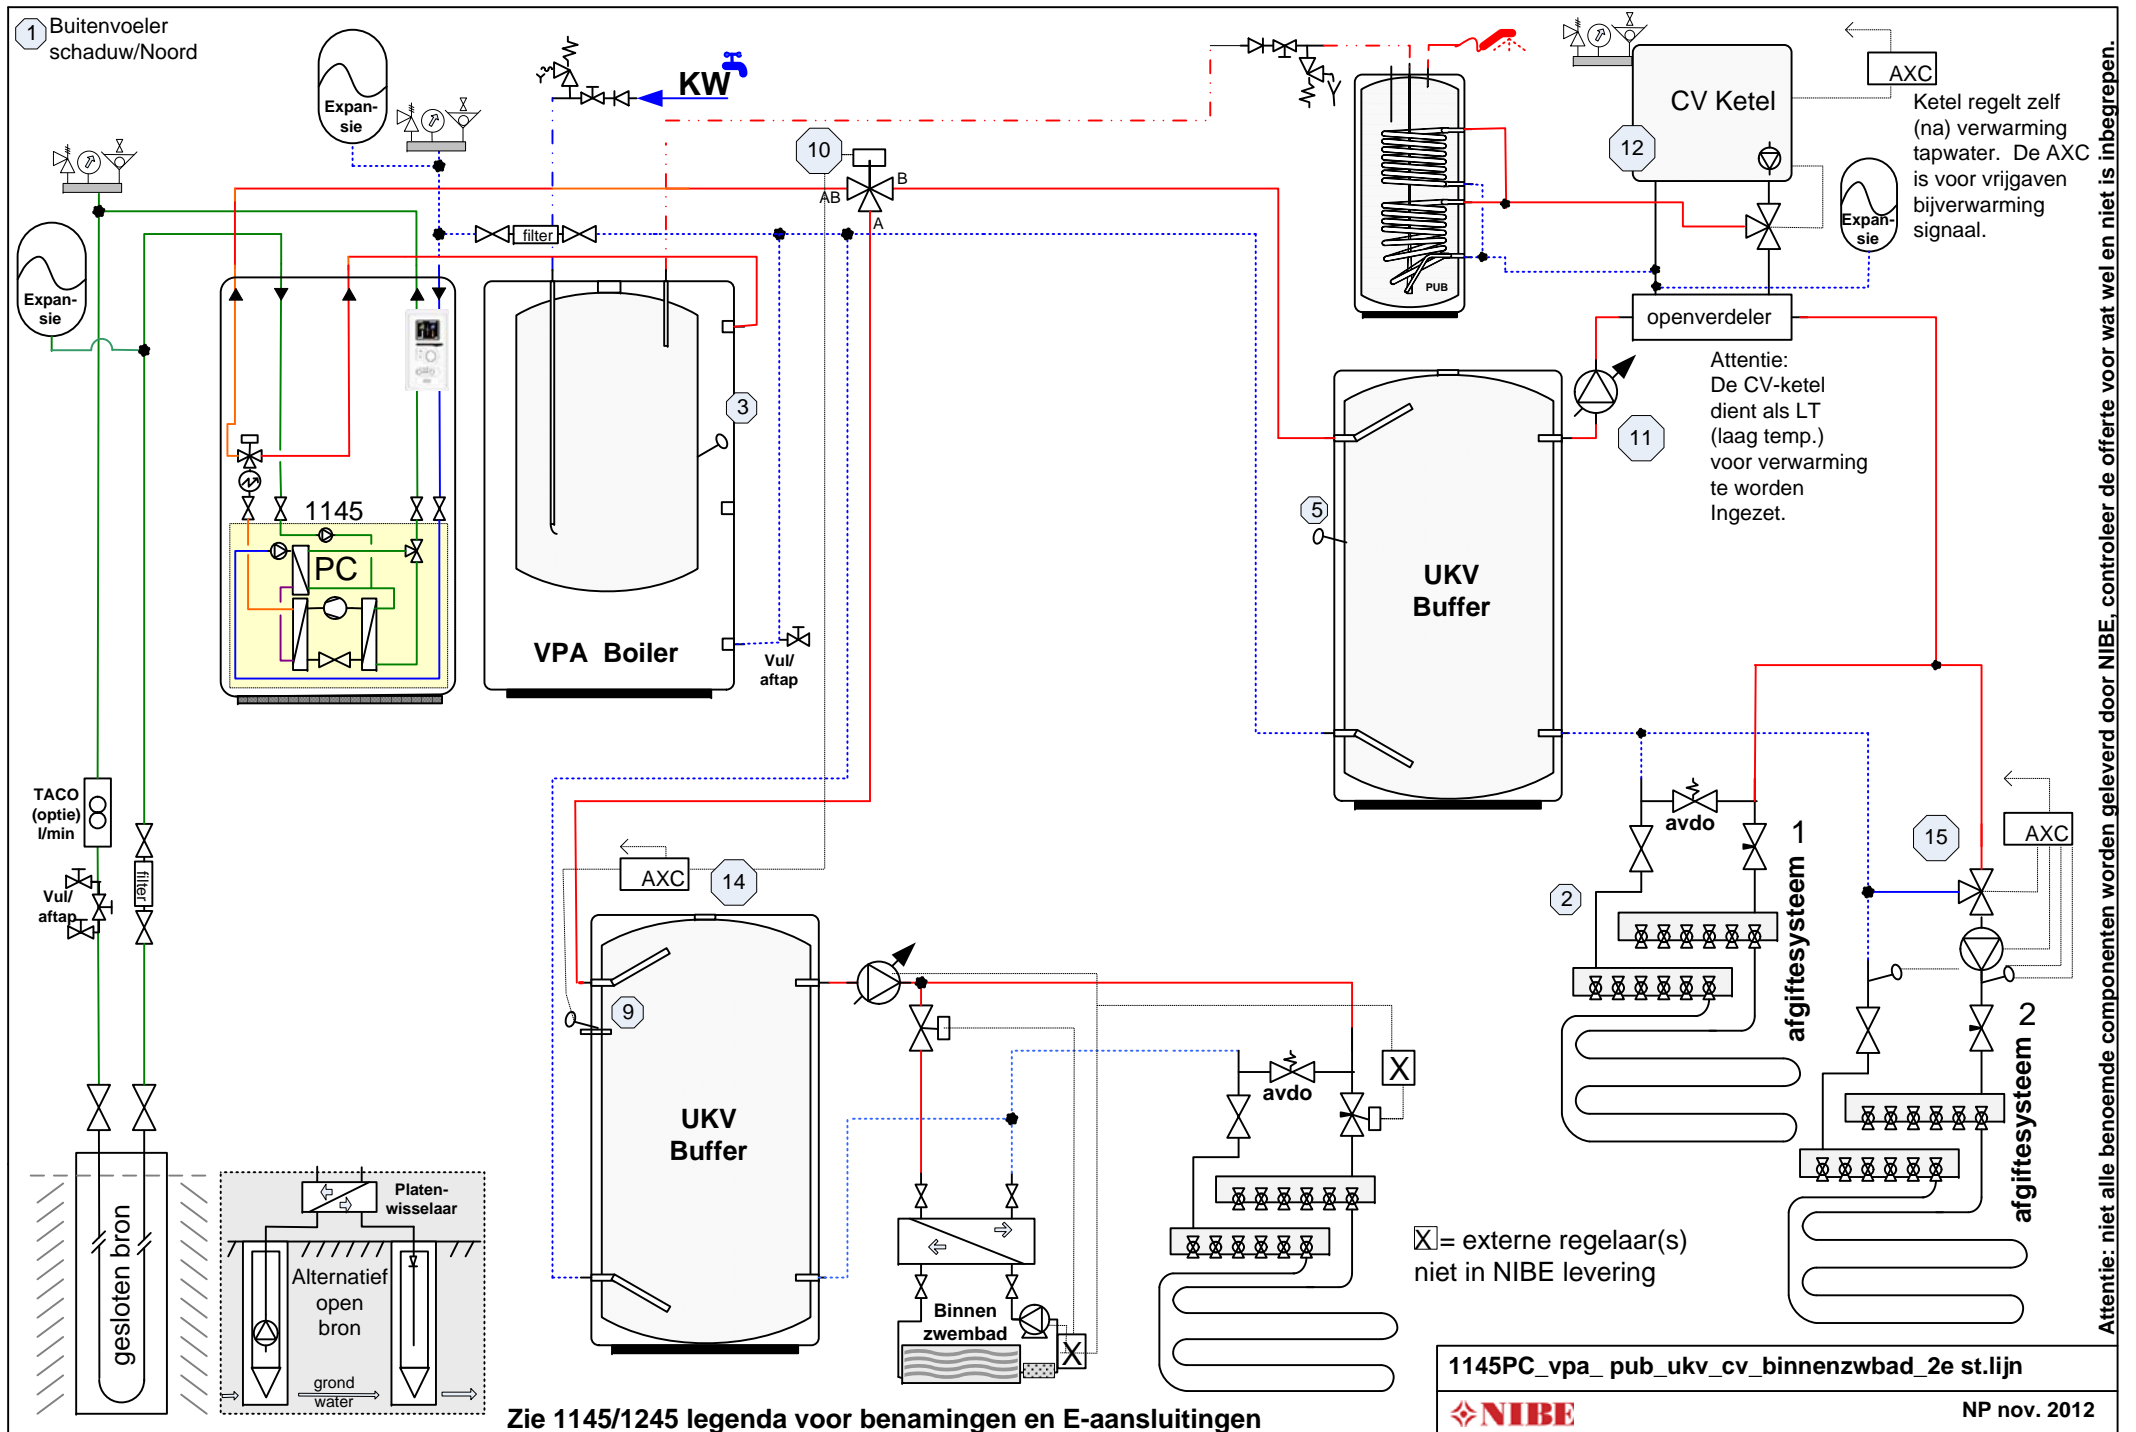 1
Buitenvoeler
schaduw/Noord
Expan-
sie
KW
10
B
AB
A
CV Ketel
12
AXC
Ketel regelt zelf
(na) verwarming
tapwater. De AXC
is voor vrijgaven
bijverwarming
signaal.
Expan-
sie
PUB
filter
Expan-
sie
openverdeler
Attentie:
De CV-ketel
dient als LT
(laag temp.)
voor verwarming
te worden
Ingezet.
3
11
5
1145
PC
VPA Boiler
Vul/
aftap
UKV
Buffer
TACO
(optie)
l/min
Vul/
aftap
filter
AXC
14
avdo
afgiftesysteem 1
2
15
AXC
afgiftesysteem 2
9
UKV
Buffer
avdo
X
gesloten bron
Platen-
wisselaar
Alternatief
open
bron
grond
water
Binnen
zwembad
X
X = externe regelaar(s)
niet in NIBE levering
Zie 1145/1245 legenda voor benamingen en E-aansluitingen
1145PC_vpa_ pub_ukv_cv_binnenzwbad_2e st.lijn
NIBE
NP nov. 2012
Attentie: niet alle benoemde componenten worden geleverd door NIBE, controleer de offerte voor wat wel en niet is inbegrepen.